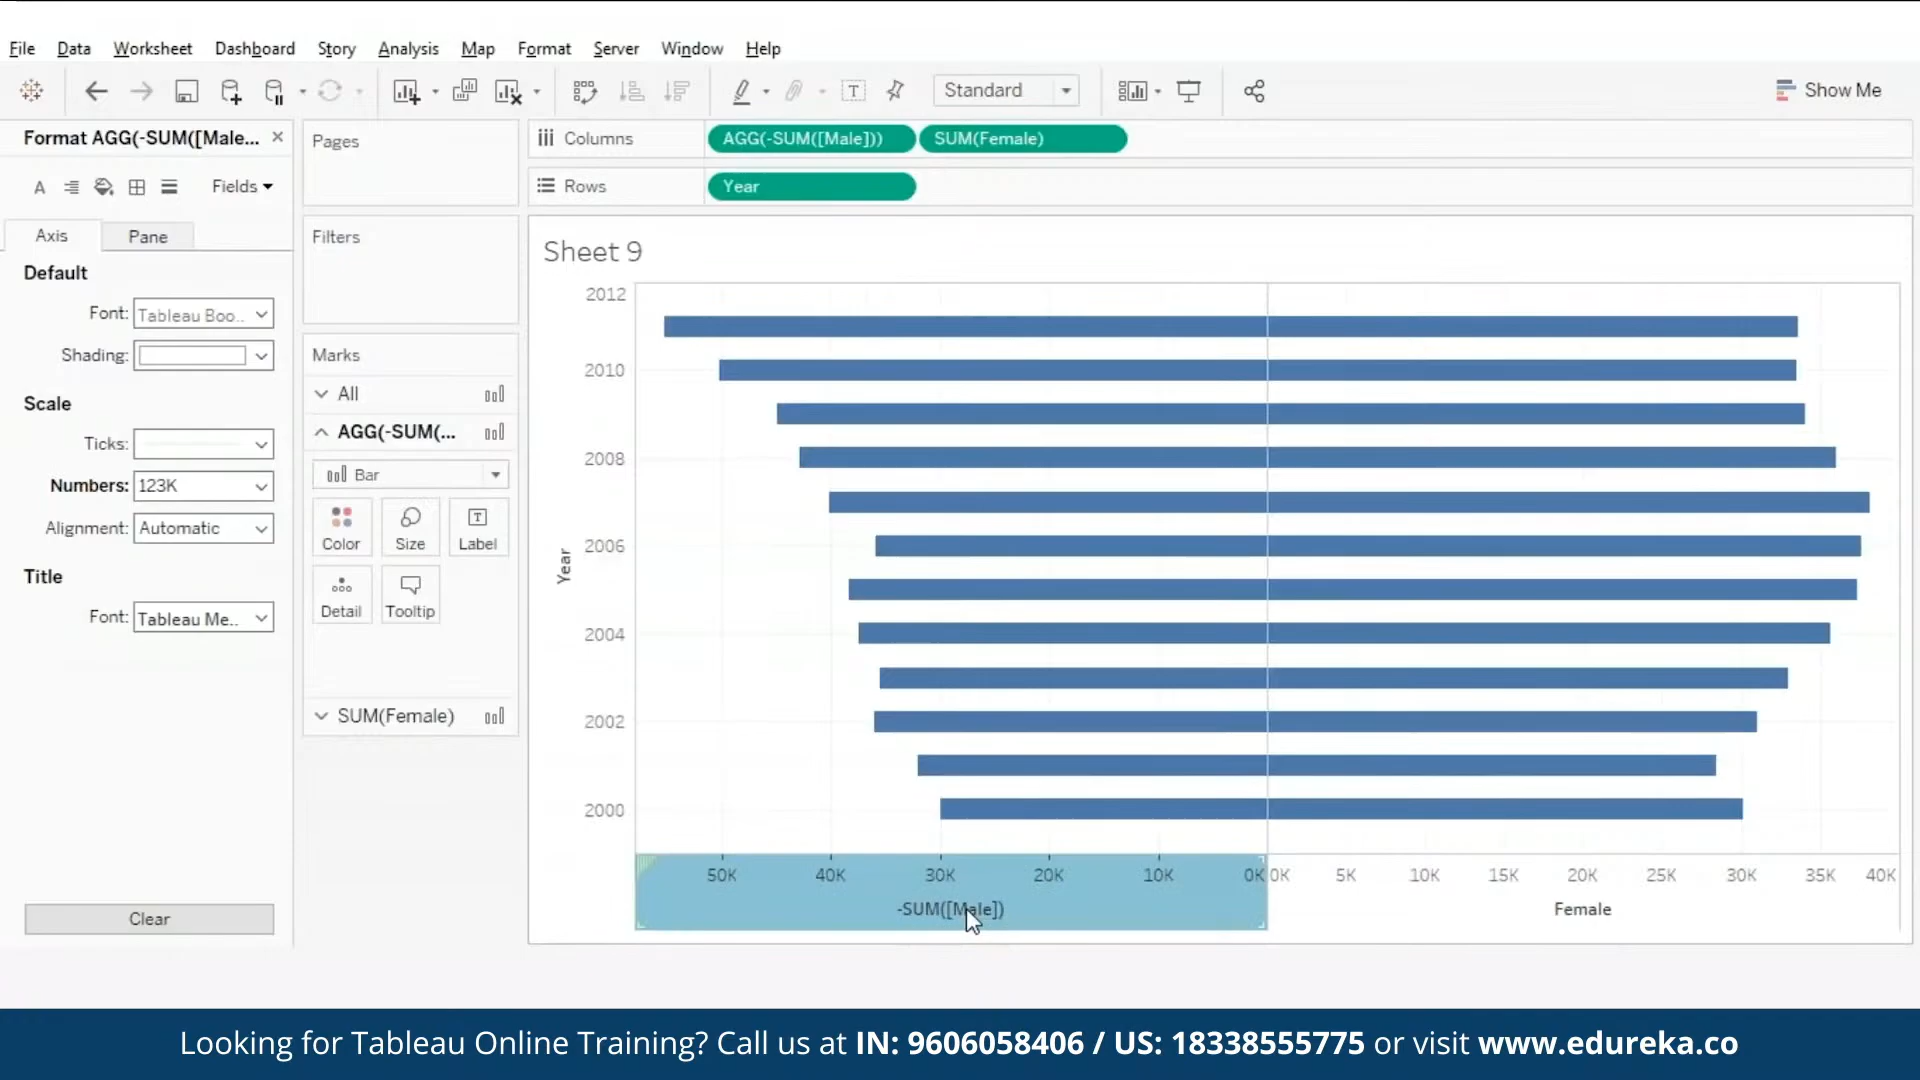 File Data Worksheet Dashboard Story Analysis Map Format Server Window Help
Standard
Show Me
Format AGG(-SUM([Male...
Fields
Axis Pane
Default
Font: Tableau Boo..
Shading:
Scale
Ticks:
Numbers: 123K
Alignment: Automatic
Title
Font: Tableau Me..
Clear
Pages
Filters
Marks
All
AGG(-SUM(...
Bar
Color Size Label
Detail Tooltip
SUM(Female)
Columns AGG(-SUM([Male])) SUM(Female)
Rows Year
Sheet 9
2012
2010
2008
2006
2004
2002
2000
Year
50K 40K 30K 20K 10K 0K 0K 5K 10K 15K 20K 25K 30K 35K 40K
-SUM([Male]) Female
Looking for Tableau Online Training? Call us at IN: 9606058406 / US: 18338555775 or visit www.edureka.co